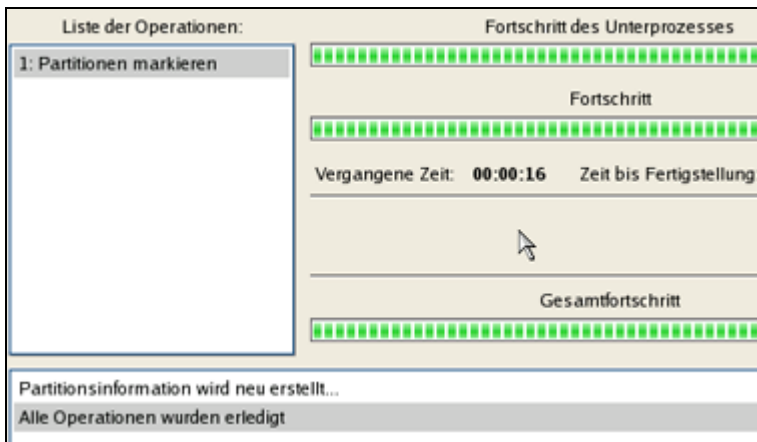 Liste der Operationen:
1: Partitionen markieren
Fortschritt des Unterprozesses
Fortschritt
Vergangene Zeit: 00:00:16 Zeit bis Fertigstellung
Gesamtfortschritt
Partitionsinformation wird neu erstellt...
Alle Operationen wurden erledigt